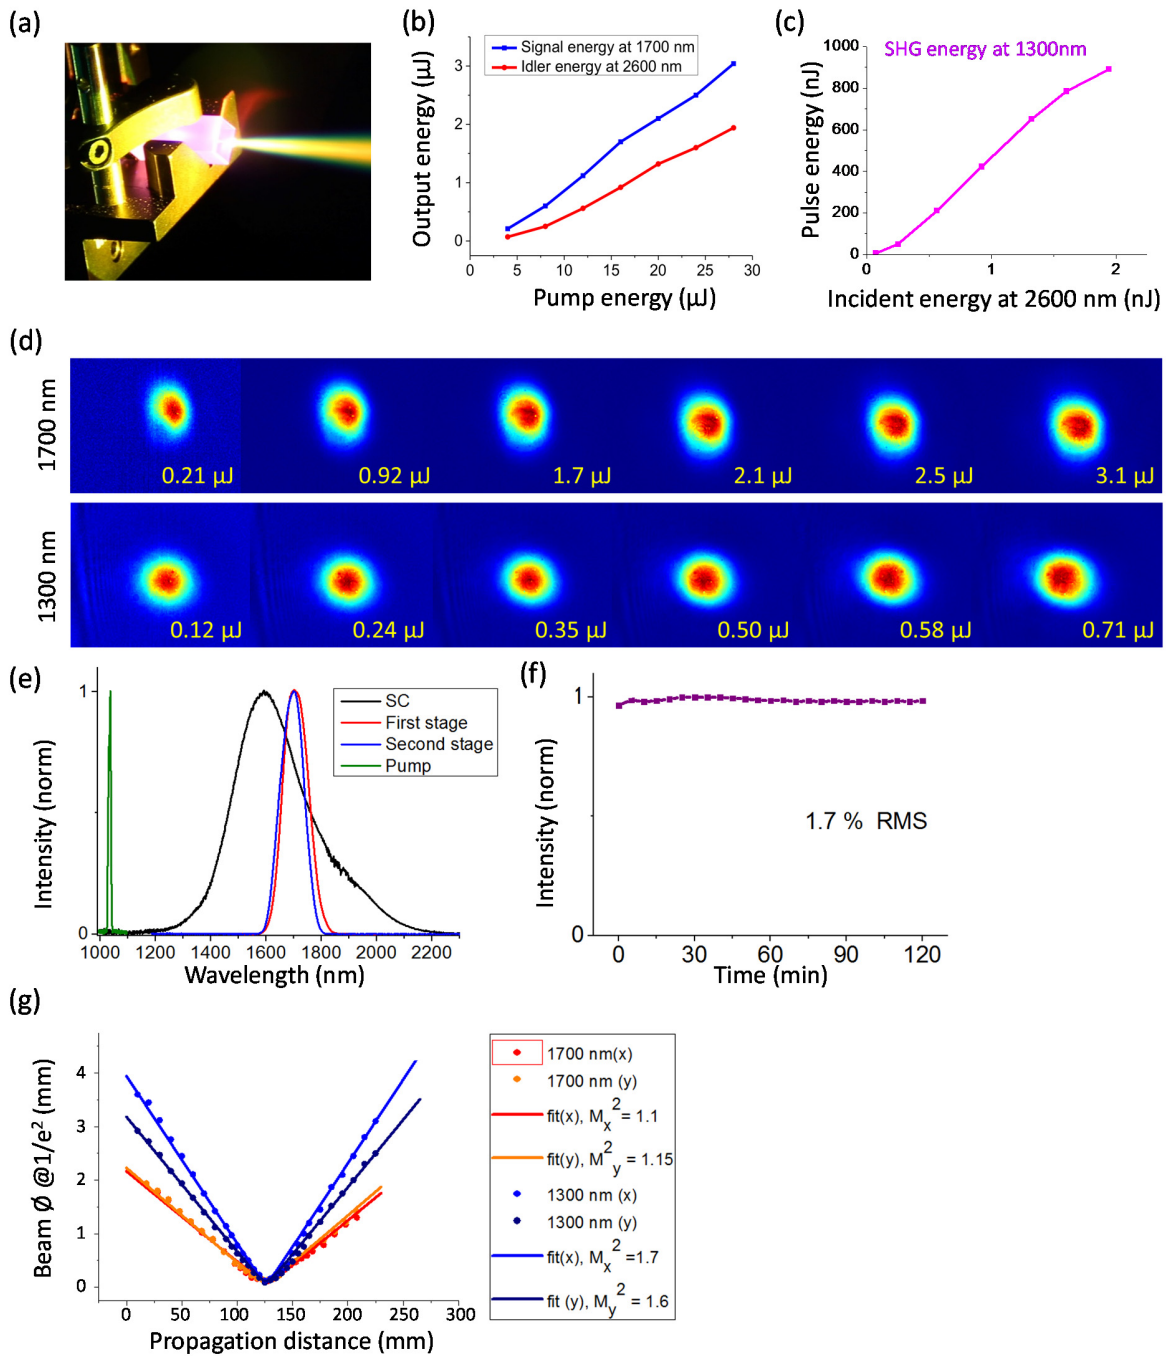 (a)
(b)
Signal energy at 1700 nm
Idler energy at 2600 nm
Output energy (µJ)
3
2
1
0
0 5 10 15 20 25 30
Pump energy (µJ)
(c)
SHG energy at 1300nm
Pulse energy (nJ)
1000
800
600
400
200
0
0 1 2
Incident energy at 2600 nm (nJ)
(d)
1700 nm
0.21 µJ 0.92 µJ 1.7 µJ 2.1 µJ 2.5 µJ 3.1 µJ
1300 nm
0.12 µJ 0.24 µJ 0.35 µJ 0.50 µJ 0.58 µJ 0.71 µJ
(e)
SC
First stage
Second stage
Pump
Intensity (norm)
1
0
1000 1200 1400 1600 1800 2000 2200
Wavelength (nm)
(f)
Intensity (norm)
1
0
1.7 % RMS
0 30 60 90 120
Time (min)
(g)
Beam Ø @1/e² (mm)
4
3
2
1
0
0 50 100 150 200 250 300
Propagation distance (mm)
1700 nm(x)
1700 nm (y)
fit(x), Mₓ² = 1.1
fit(y), M²y = 1.15
1300 nm (x)
1300 nm (y)
fit(x), Mₓ² =1.7
fit (y), My² = 1.6